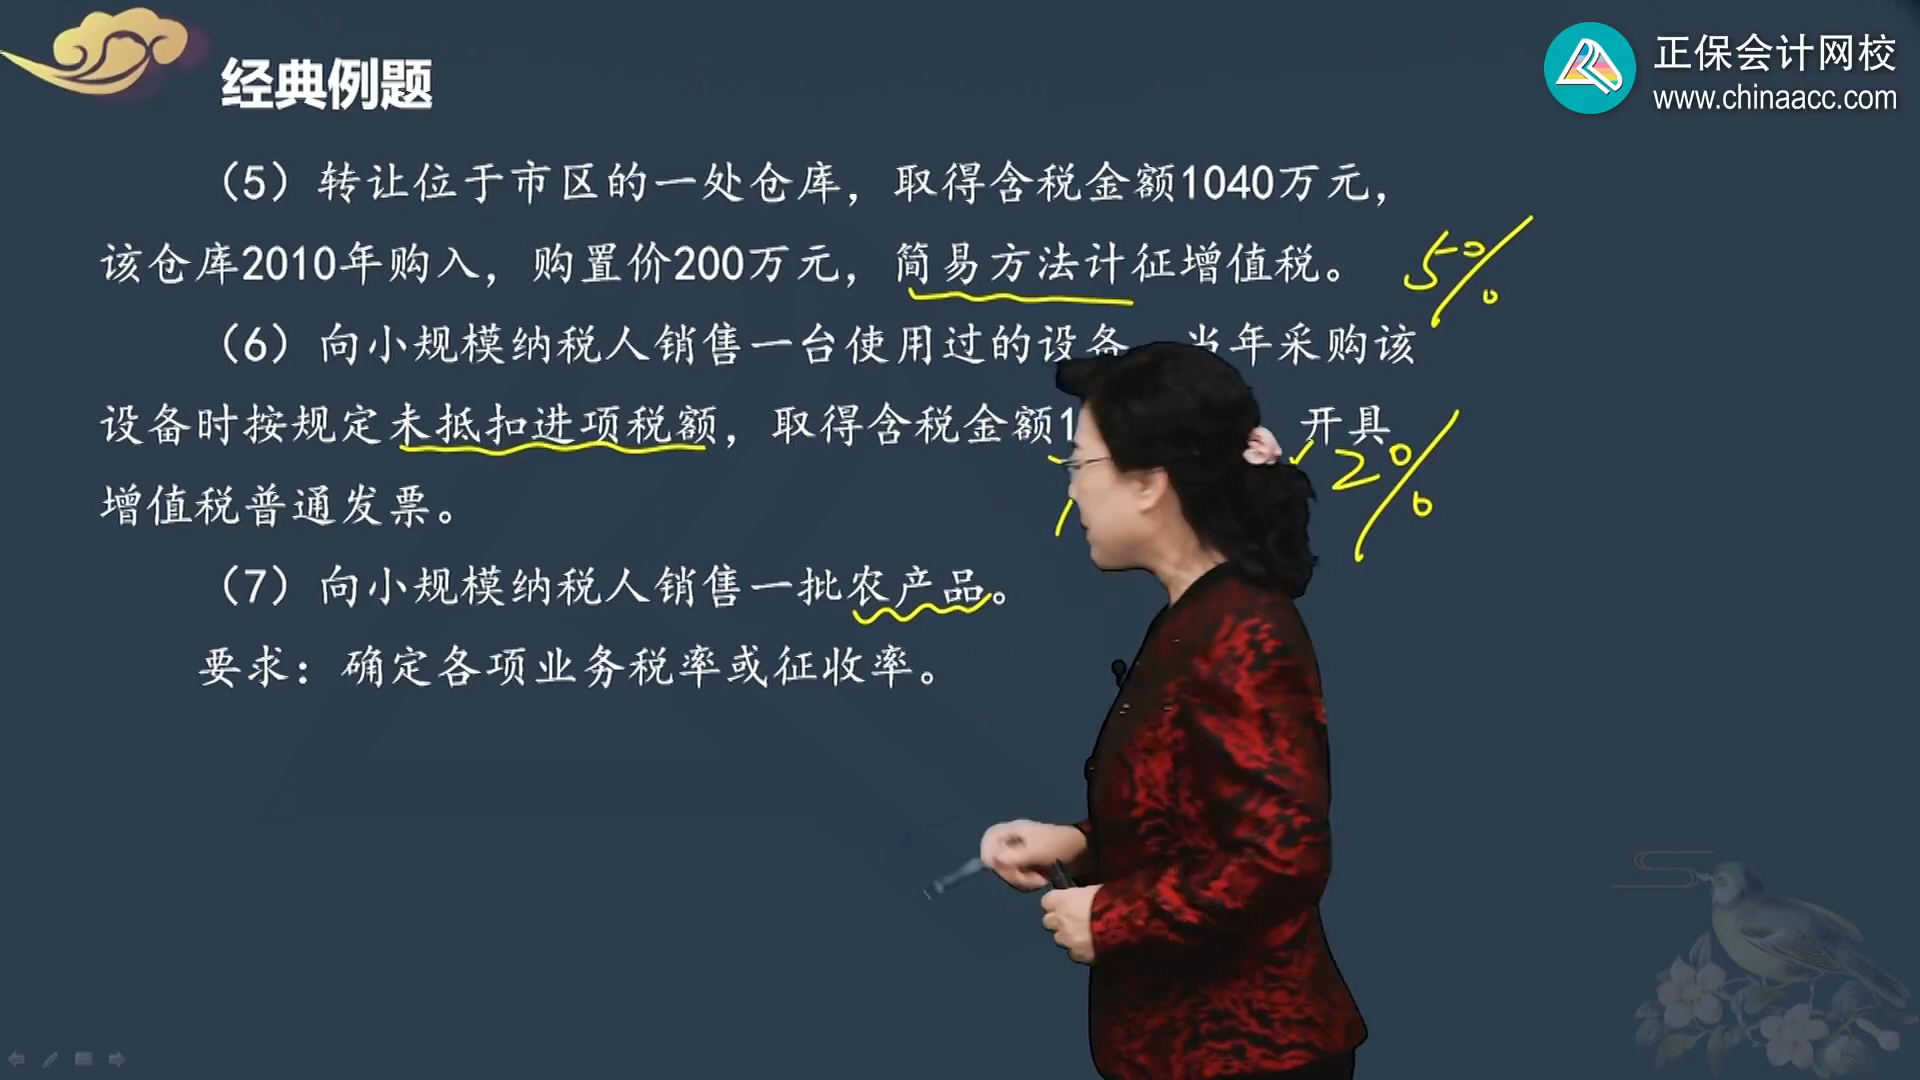 经典例题
正保会计网校
www.chinaacc.com
（5）转让位于市区的一处仓库，取得含税金额1040万元，
该仓库2010年购入，购置价200万元，简易方法计征增值税。
5%
（6）向小规模纳税人销售一台使用过的设备，当年采购该
设备时按规定未抵扣进项税额，取得含税金额1 开具
2%
增值税普通发票。
（7）向小规模纳税人销售一批农产品。
要求：确定各项业务税率或征收率。